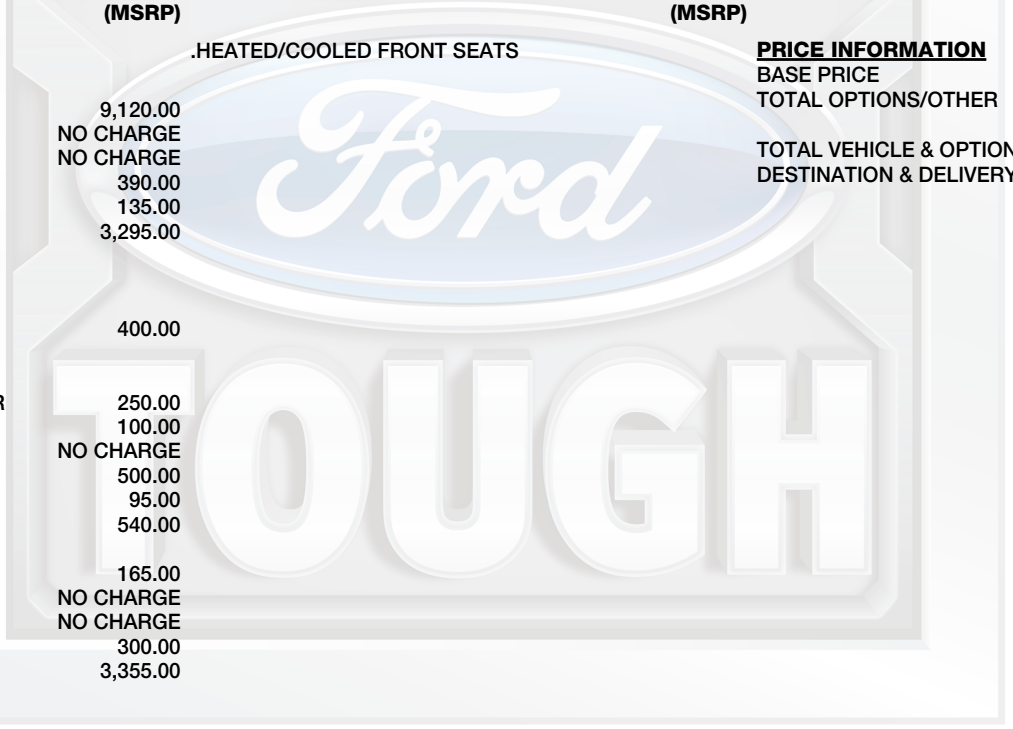 (MSRP) (MSRP)
.HEATED/COOLED FRONT SEATS
PRICE INFORMATION
BASE PRICE
TOTAL OPTIONS/OTHER
TOTAL VEHICLE & OPTION
DESTINATION & DELIVERY
9,120.00
NO CHARGE
NO CHARGE
390.00
135.00
3,295.00
400.00
R 250.00
100.00
NO CHARGE
500.00
95.00
540.00
165.00
NO CHARGE
NO CHARGE
300.00
3,355.00
Ford
TOUGH